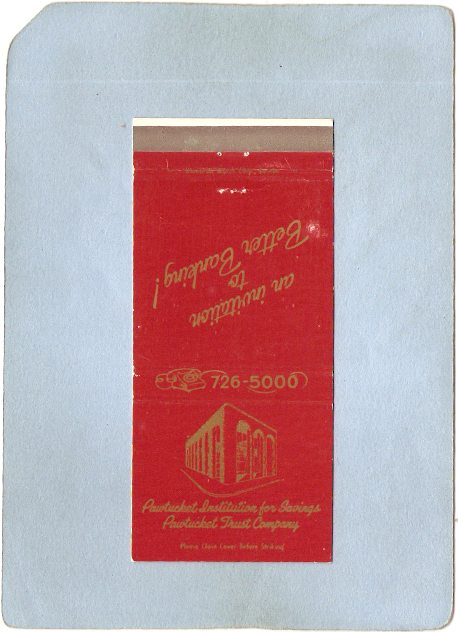 an invitation
to
Better Banking!
726-5000
Pawtucket Institution for Savings
Pawtucket Trust Company
Please Close Cover Before Striking